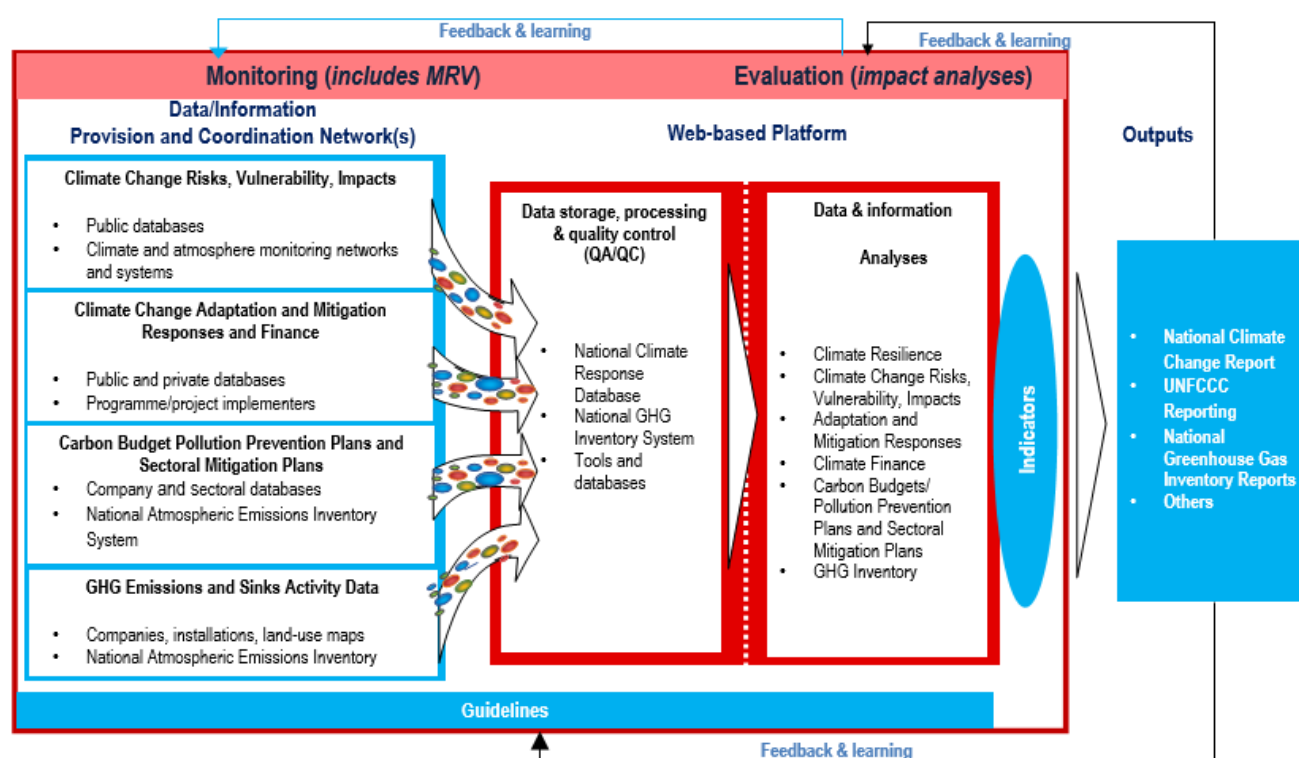 Feedback & learning
Feedback & learning
Monitoring (includes MRV)
Evaluation (impact analyses)
Data/Information
Provision and Coordination Network(s)
Web-based Platform
Outputs
Climate Change Risks, Vulnerability, Impacts
• Public databases
• Climate and atmosphere monitoring networks
and systems
Climate Change Adaptation and Mitigation
Responses and Finance
• Public and private databases
• Programme/project implementers
Carbon Budget Pollution Prevention Plans and
Sectoral Mitigation Plans
• Company and sectoral databases
• National Atmospheric Emissions Inventory
System
GHG Emissions and Sinks Activity Data
• Companies, installations, land-use maps
• National Atmospheric Emissions Inventory
Data storage, processing
& quality control
(QA/QC)
• National Climate
Response
Database
• National GHG
Inventory System
• Tools and
databases
Data & information
Analyses
• Climate Resilience
• Climate Change Risks,
Vulnerability, Impacts
• Adaptation and
Mitigation Responses
• Climate Finance
• Carbon Budgets/
Pollution Prevention
Plans and Sectoral
Mitigation Plans
• GHG Inventory
Indicators
• National Climate
Change Report
• UNFCCC
Reporting
• National
Greenhouse Gas
Inventory Reports
• Others
Guidelines
Feedback & learning